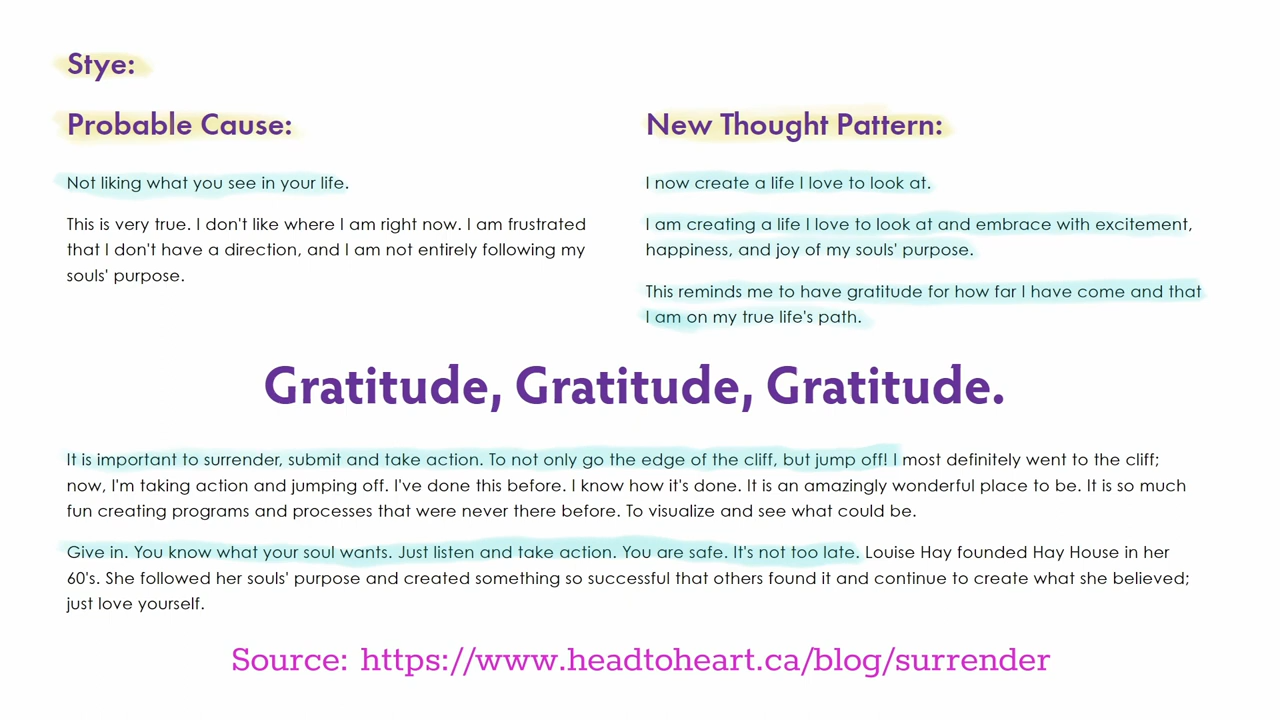 Stye:
Probable Cause:
Not liking what you see in your life.
This is very true. I don't like where I am right now. I am frustrated
that I don't have a direction, and I am not entirely following my
souls' purpose.
New Thought Pattern:
I now create a life I love to look at.
I am creating a life I love to look at and embrace with excitement,
happiness, and joy of my souls' purpose.
This reminds me to have gratitude for how far I have come and that
I am on my true life's path.
Gratitude, Gratitude, Gratitude.
It is important to surrender, submit and take action. To not only go the edge of the cliff, but jump off! I most definitely went to the cliff;
now, I'm taking action and jumping off. I've done this before. I know how it's done. It is an amazingly wonderful place to be. It is so much
fun creating programs and processes that were never there before. To visualize and see what could be.
Give in. You know what your soul wants. Just listen and take action. You are safe. It's not too late. Louise Hay founded Hay House in her
60's. She followed her souls' purpose and created something so successful that others found it and continue to create what she believed;
just love yourself.
Source: https://www.headtoheart.ca/blog/surrender